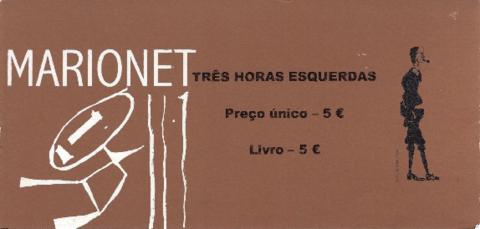 MARIONET
TRÊS HORAS ESQUERDAS
Preço único – 5 €
Livro – 5 €